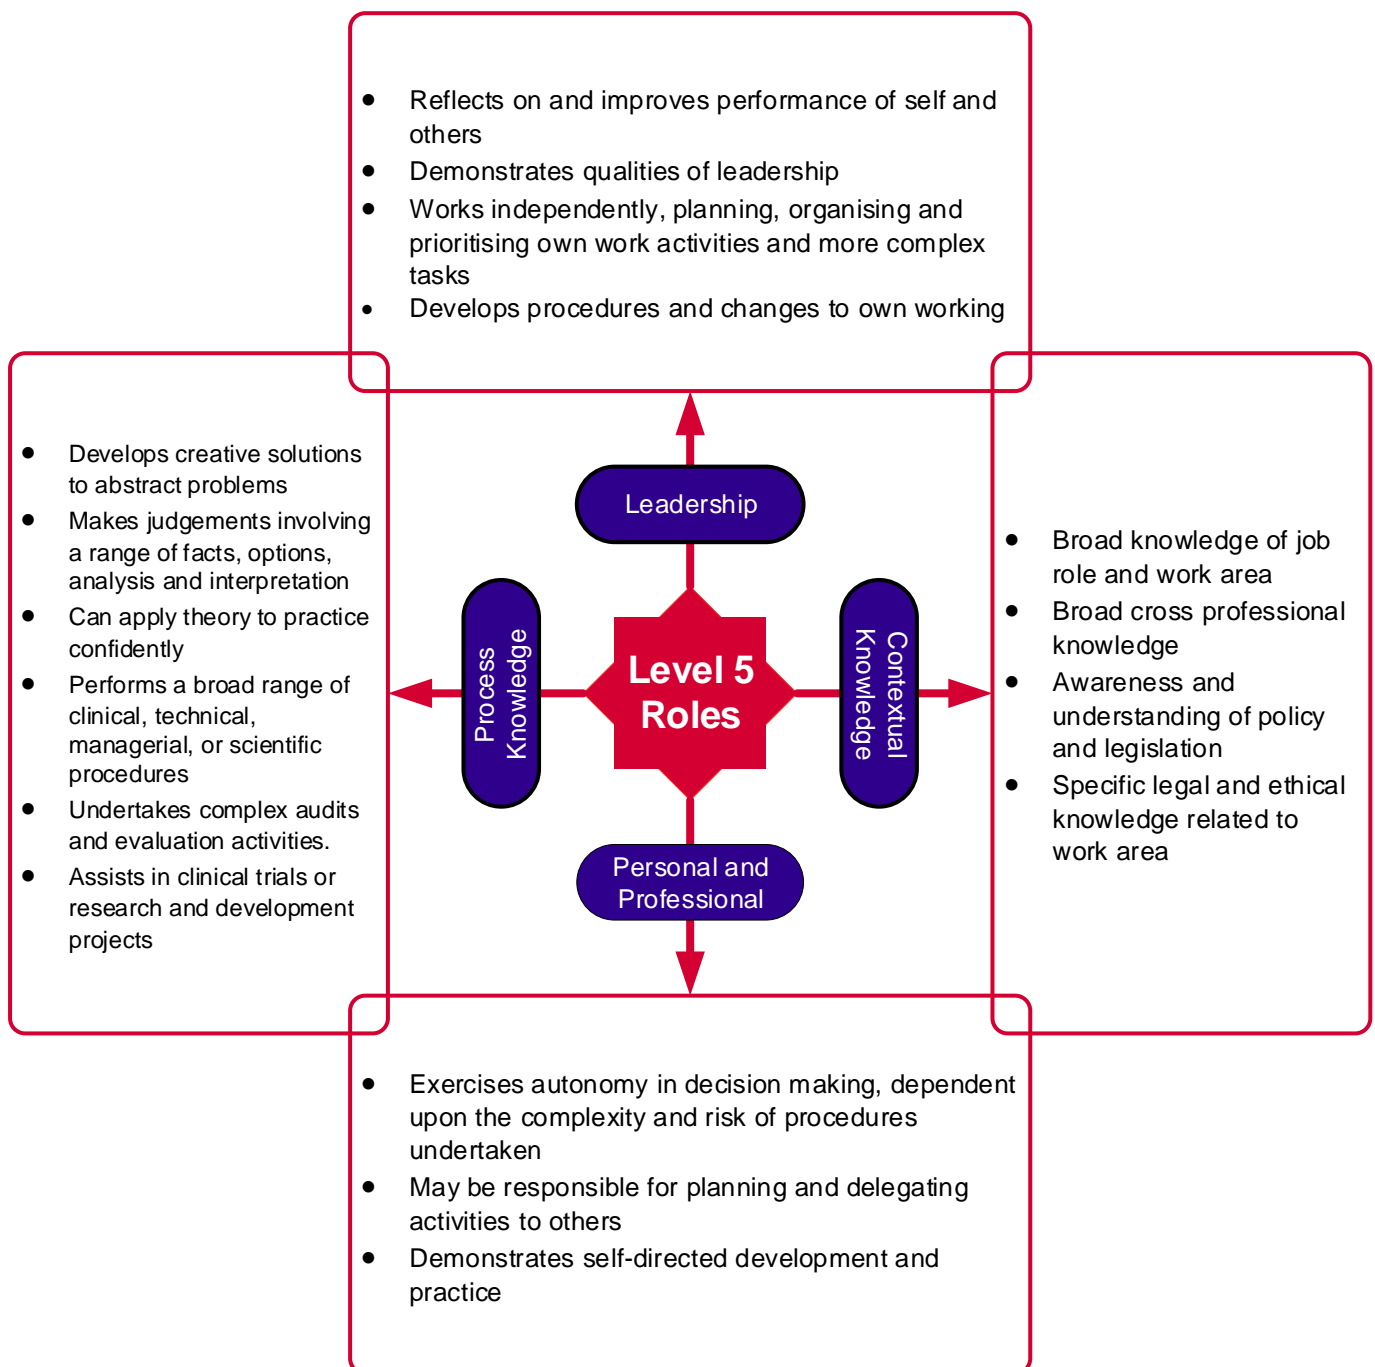 ● Reflects on and improves performance of self and
others
● Demonstrates qualities of leadership
● Works independently, planning, organising and
prioritising own work activities and more complex
tasks
● Develops procedures and changes to own working
● Develops creative solutions
to abstract problems
● Makes judgements involving
a range of facts, options,
analysis and interpretation
● Can apply theory to practice
confidently
● Performs a broad range of
clinical, technical,
managerial, or scientific
procedures
● Undertakes complex audits
and evaluation activities.
● Assists in clinical trials or
research and development
projects
Leadership
Process
Knowledge
Level 5
Roles
Contextual
Knowledge
Personal and
Professional
● Broad knowledge of job
role and work area
● Broad cross professional
knowledge
● Awareness and
understanding of policy
and legislation
● Specific legal and ethical
knowledge related to
work area
● Exercises autonomy in decision making, dependent
upon the complexity and risk of procedures
undertaken
● May be responsible for planning and delegating
activities to others
● Demonstrates self-directed development and
practice